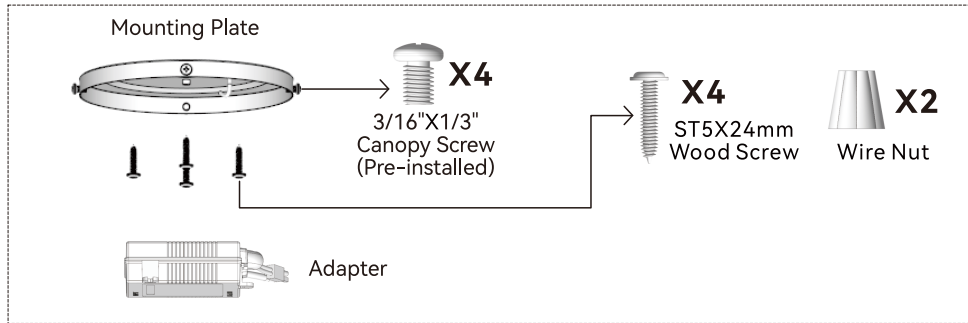 Mounting Plate
X4
3/16"X1/3"
Canopy Screw
(Pre-installed)
X4
ST5X24mm
Wood Screw
X2
Wire Nut
Adapter